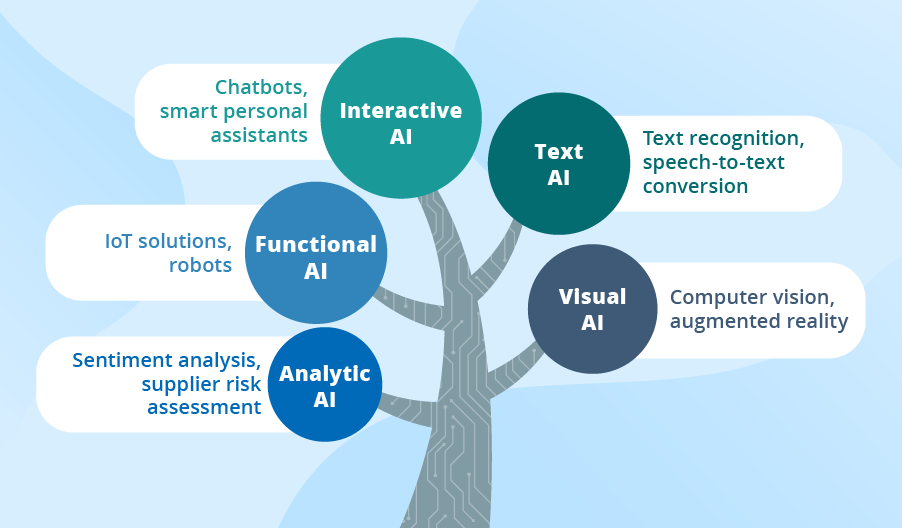 Chatbots,
smart personal
assistants
Interactive
AI
Text
AI
Text recognition,
speech-to-text
conversion
IoT solutions,
robots
Functional
AI
Visual
AI
Computer vision,
augmented reality
Sentiment analysis,
supplier risk
assessment
Analytic
AI